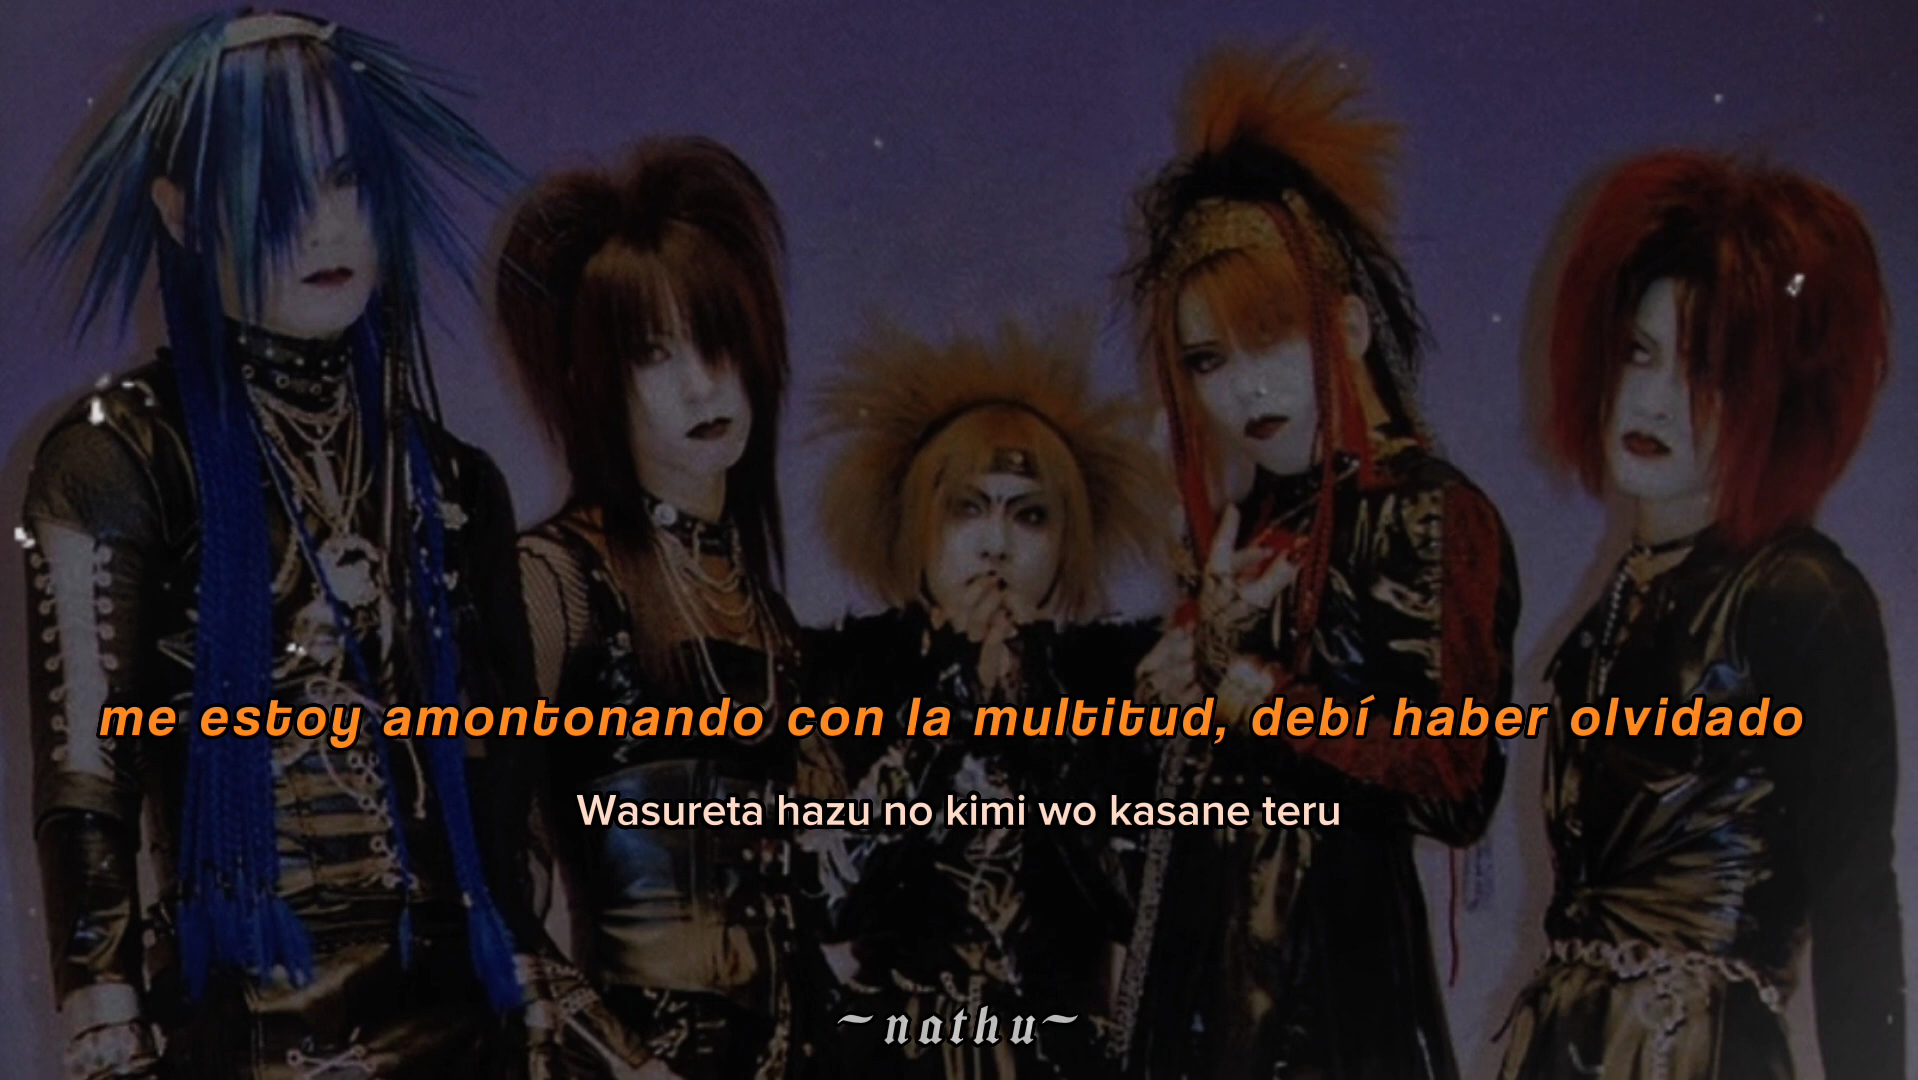 me estoy amontonando con la multitud, debí haber olvidado
Wasureta hazu no kimi wo kasane teru
~nathu~